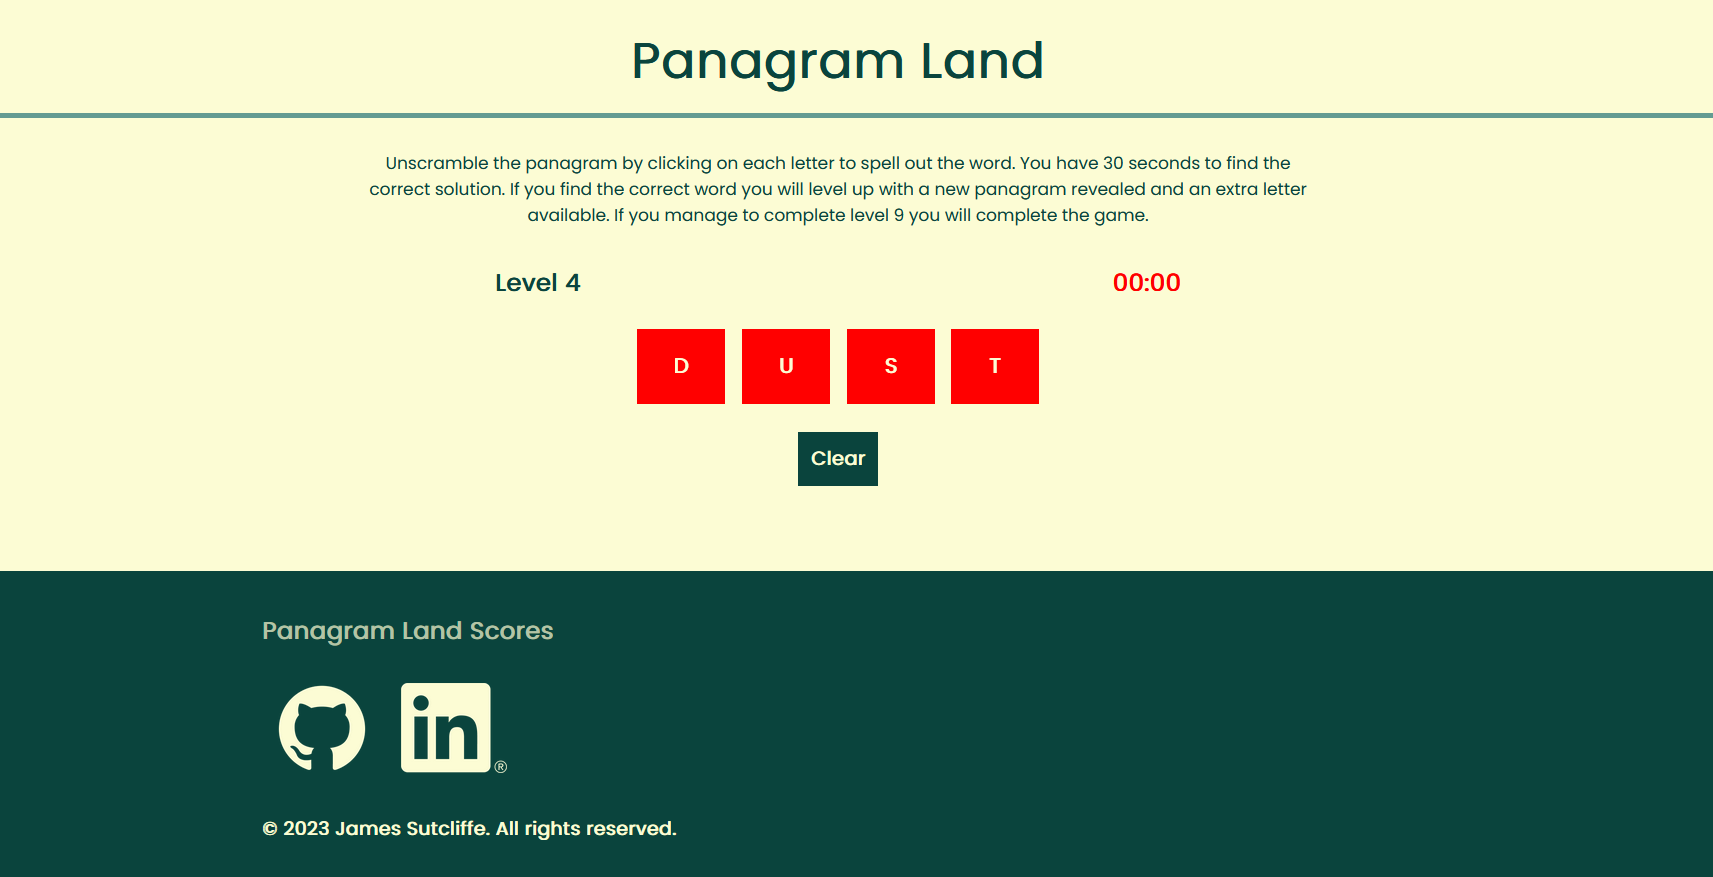 Panagram Land
Unscramble the panagram by clicking on each letter to spell out the word. You have 30 seconds to find the
correct solution. If you find the correct word you will level up with a new panagram revealed and an extra letter
available. If you manage to complete level 9 you will complete the game.
Level 4 00:00
D U S T
Clear
Panagram Land Scores
in ®
© 2023 James Sutcliffe. All rights reserved.